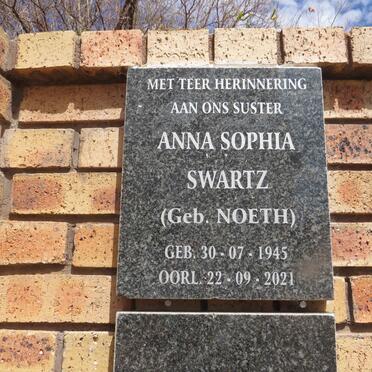 MET TEER HERINNERING
AAN ONS SUSTER
ANNA SOPHIA
SWARTZ
(Geb. NOETH)
GEB. 30 · 07 · 1945
OORL. 22 · 09 · 2021